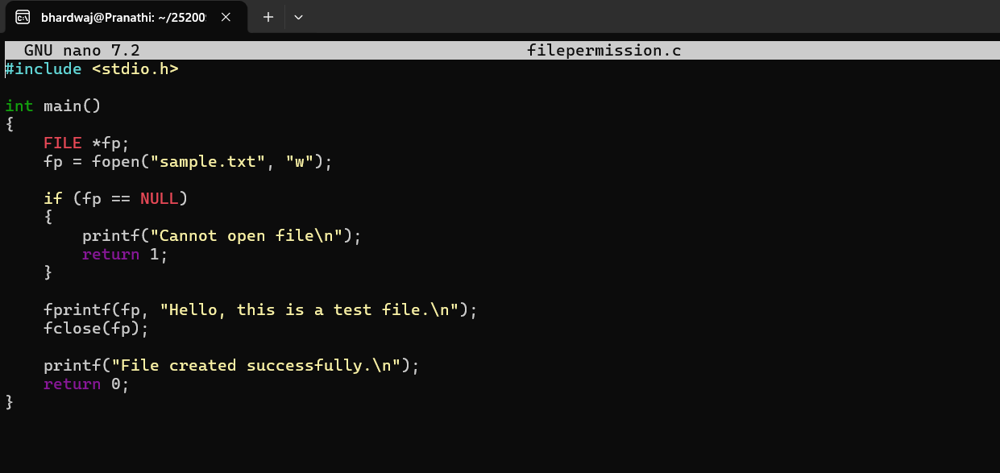 bhardwaj@Pranathi: ~/25200
GNU nano 7.2 filepermission.c
#include <stdio.h>
int main()
{
    FILE *fp;
    fp = fopen("sample.txt", "w");
    if (fp == NULL)
    {
        printf("Cannot open file\n");
        return 1;
    }
    fprintf(fp, "Hello, this is a test file.\n");
    fclose(fp);
    printf("File created successfully.\n");
    return 0;
}